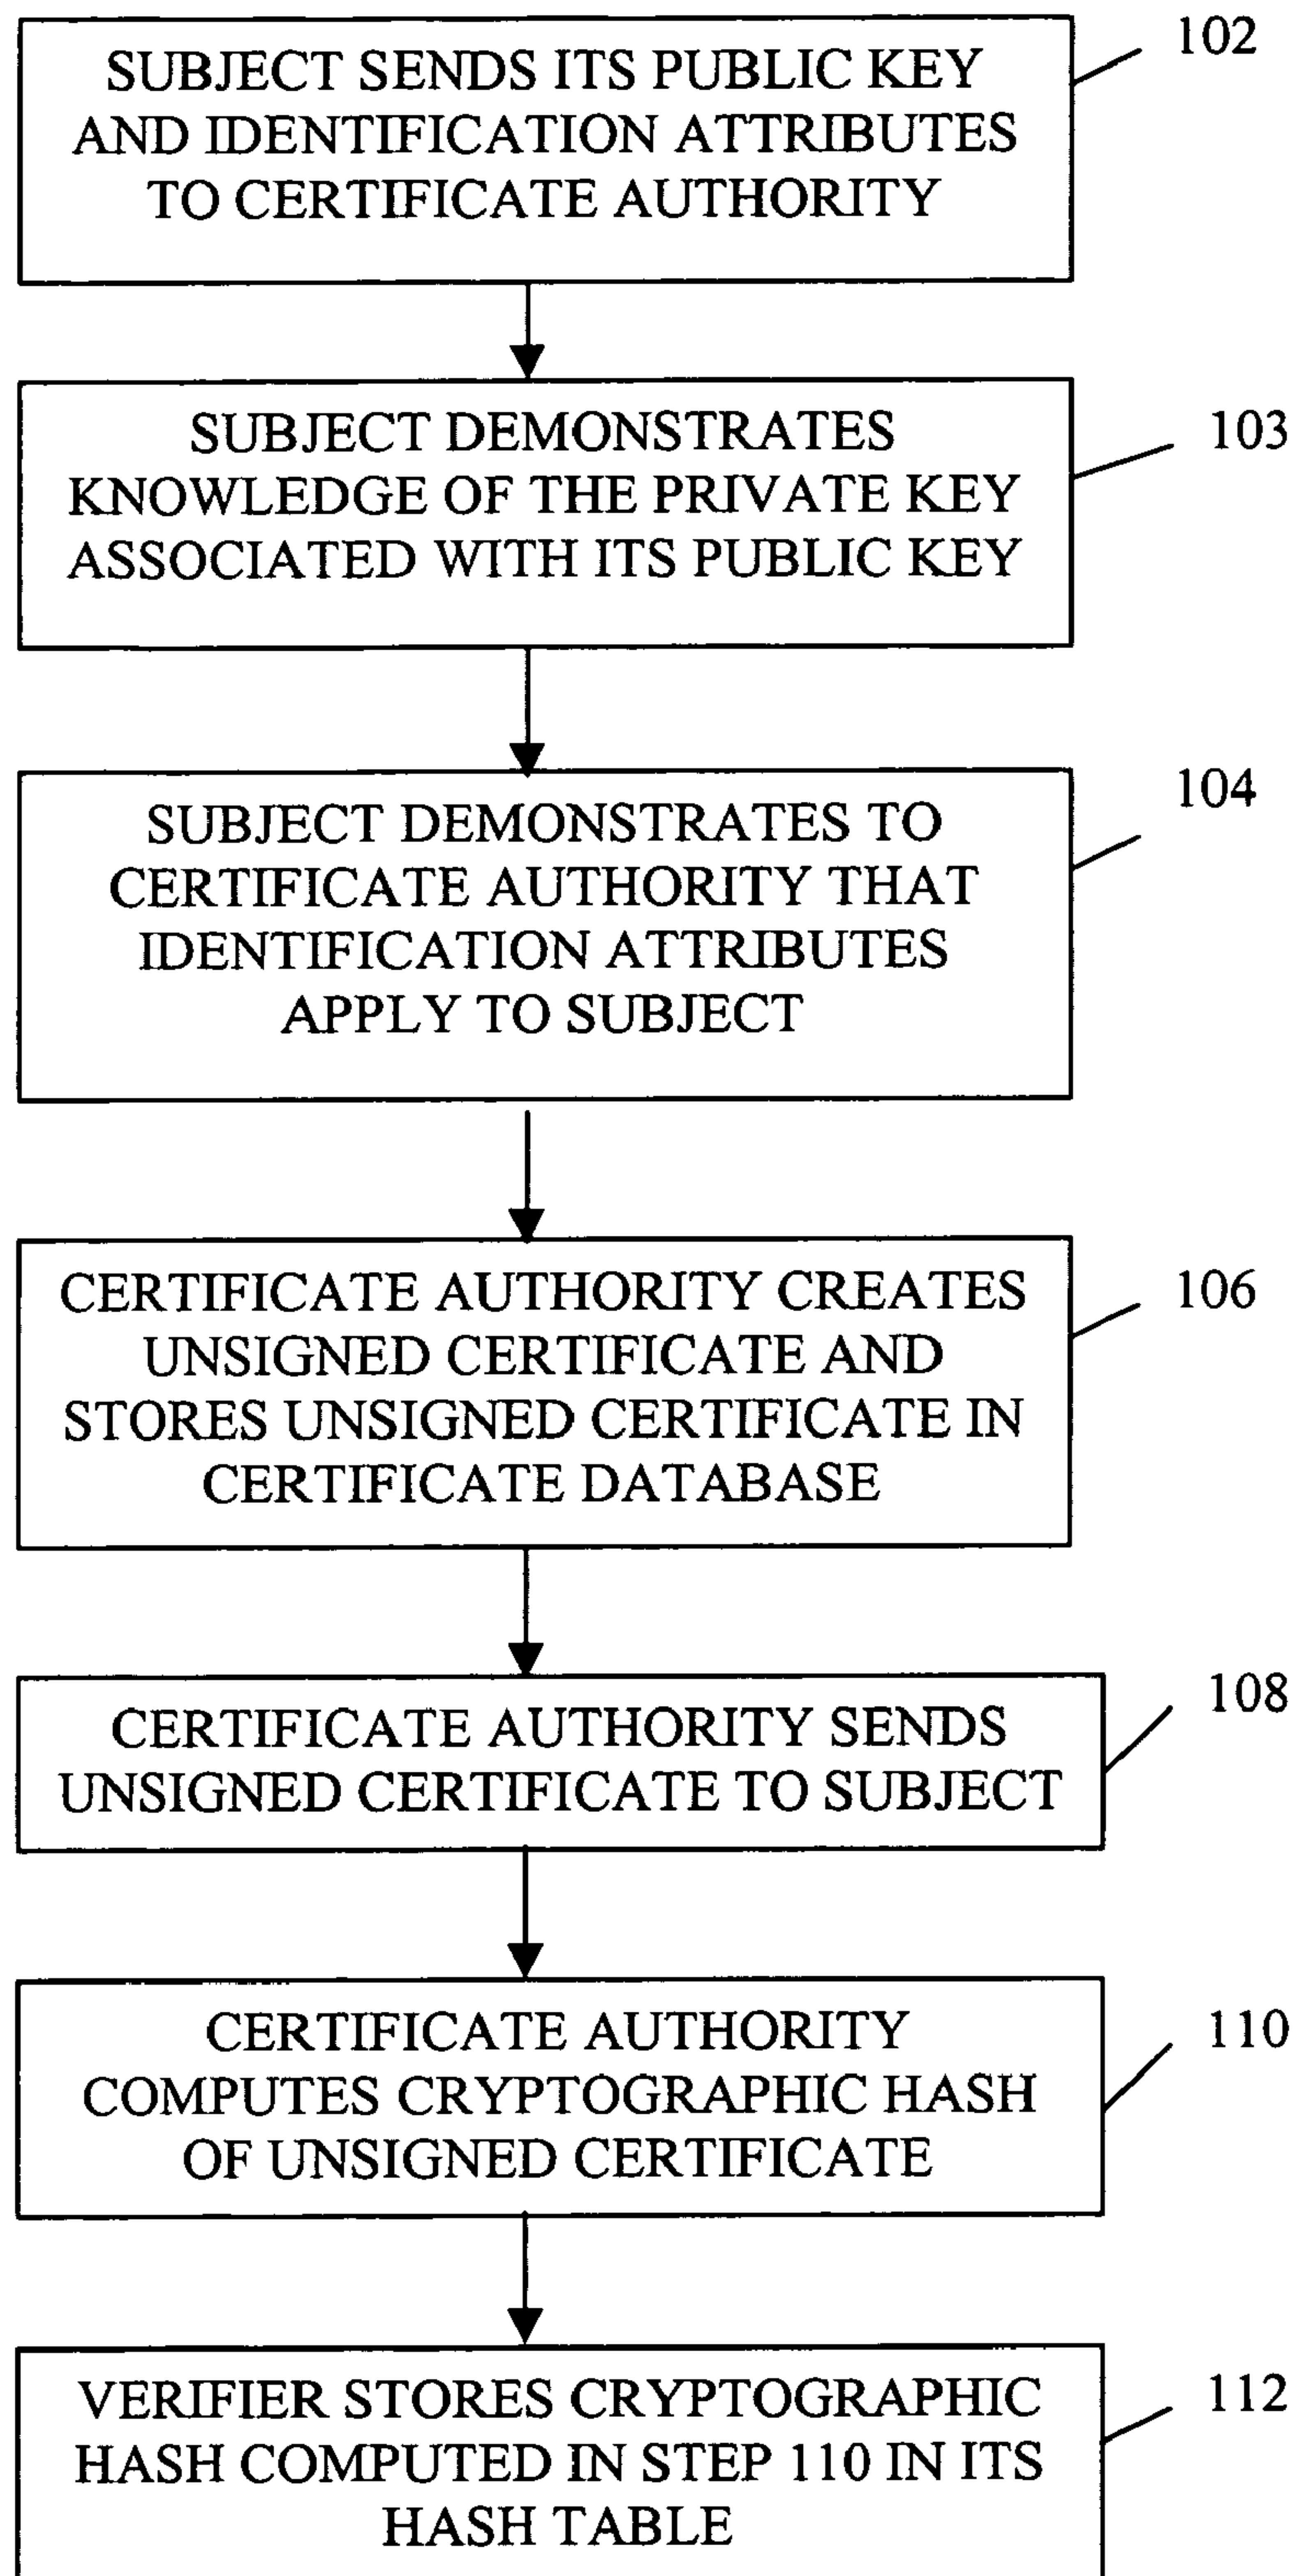 102
SUBJECT SENDS ITS PUBLIC KEY
AND IDENTIFICATION ATTRIBUTES
TO CERTIFICATE AUTHORITY
103
SUBJECT DEMONSTRATES
KNOWLEDGE OF THE PRIVATE KEY
ASSOCIATED WITH ITS PUBLIC KEY
104
SUBJECT DEMONSTRATES TO
CERTIFICATE AUTHORITY THAT
IDENTIFICATION ATTRIBUTES
APPLY TO SUBJECT
106
CERTIFICATE AUTHORITY CREATES
UNSIGNED CERTIFICATE AND
STORES UNSIGNED CERTIFICATE IN
CERTIFICATE DATABASE
108
CERTIFICATE AUTHORITY SENDS
UNSIGNED CERTIFICATE TO SUBJECT
110
CERTIFICATE AUTHORITY
COMPUTES CRYPTOGRAPHIC HASH
OF UNSIGNED CERTIFICATE
112
VERIFIER STORES CRYPTOGRAPHIC
HASH COMPUTED IN STEP 110 IN ITS
HASH TABLE